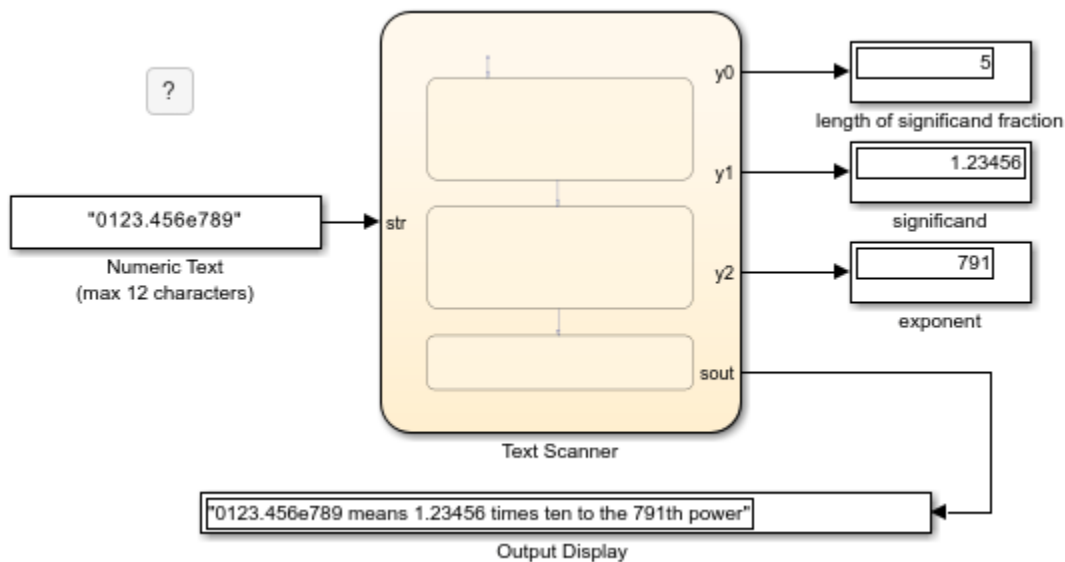 ?
"0123.456e789"
Numeric Text
(max 12 characters)
str
y0
y1
y2
sout
Text Scanner
5
length of significand fraction
1.23456
significand
791
exponent
"0123.456e789 means 1.23456 times ten to the 791th power"
Output Display